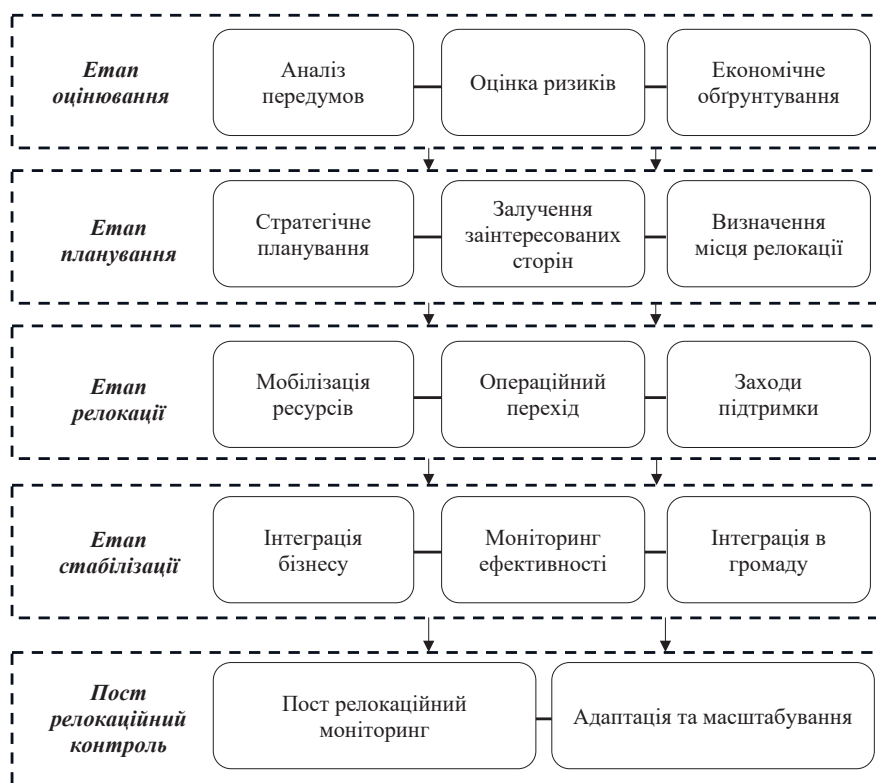 Етап
оцінювання
Аналіз
передумов
Оцінка ризиків
Економічне
обґрунтування
Етап
планування
Стратегічне
планування
Залучення
заінтересованих
сторін
Визначення
місця релокації
Етап
релокації
Мобілізація
ресурсів
Операційний
перехід
Заходи
підтримки
Етап
стабілізації
Інтеграція
бізнесу
Моніторинг
ефективності
Інтеграція в
громаду
Пост
релокаційний
контроль
Пост релокаційний
моніторинг
Адаптація та масштабування